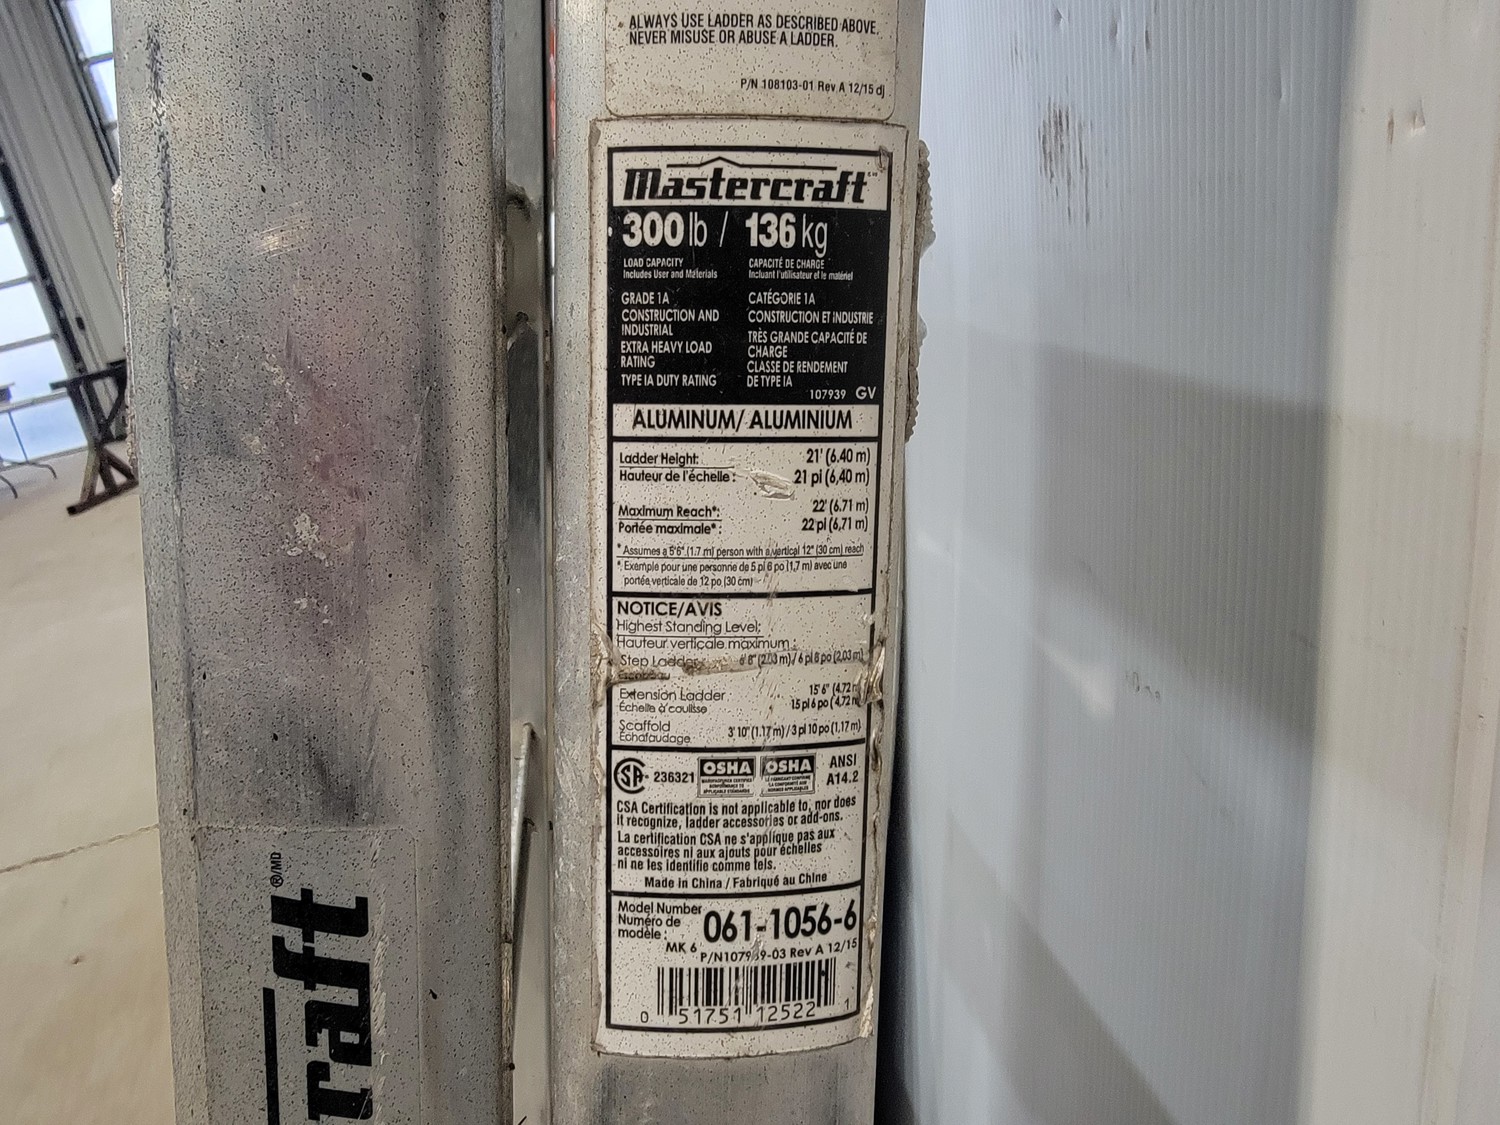 ALWAYS USE LADDER AS DESCRIBED ABOVE.
NEVER MISUSE OR ABUSE A LADDER.
P/N 108103-01 Rev A 12/15 dj
Mastercraft
300 lb / 136 kg
LOAD CAPACITY
Includes User and Materials
CAPACITÉ DE CHARGE
Incluant l'utilisateur et le matériel
GRADE 1A
CONSTRUCTION AND
INDUSTRIAL
EXTRA HEAVY LOAD
RATING
TYPE IA DUTY RATING
CATÉGORIE 1A
CONSTRUCTION ET INDUSTRIE
TRÈS GRANDE CAPACITÉ DE
CHARGE
CLASSE DE RENDEMENT
DE TYPE IA
107939 GV
ALUMINUM/ ALUMINIUM
Ladder Height: 21' (6.40 m)
Hauteur de l'échelle : 21 pi (6,40 m)
Maximum Reach*: 22' (6.71 m)
Portée maximale* : 22 pi (6,71 m)
* Assumes a 5'6" (1.7 m) person with a vertical 12" (30 cm) reach
* Exemple pour une personne de 5 pi 6 po (1,7 m) avec une
portée verticale de 12 po (30 cm)
NOTICE/AVIS
Highest Standing Level:
Hauteur verticale maximum :
Step Ladder 6' 8" (2.03 m) / 6 pi 8 po (2,03 m)
Escabeau
Extension Ladder 15' 6" (4.72
Échelle à coulisse 15 pi 6 po (4,72 m
Scaffold 3' 10" (1.17 m) / 3 pi 10 po (1,17 m)
Échafaudage
CSA 236321 OSHA OSHA ANSI
A14.2
CSA Certification is not applicable to, nor does
it recognize, ladder accessories or add-ons.
La certification CSA ne s'applique pas aux
accessoires ni aux ajouts pour échelles
ni ne les identifie comme tels.
Made in China / Fabriqué au Chine
Model Number
Numéro de
modèle : 061-1056-6
MK 6 P/N107939-03 Rev A 12/15
0 51751 12522 1
raft ®/MD